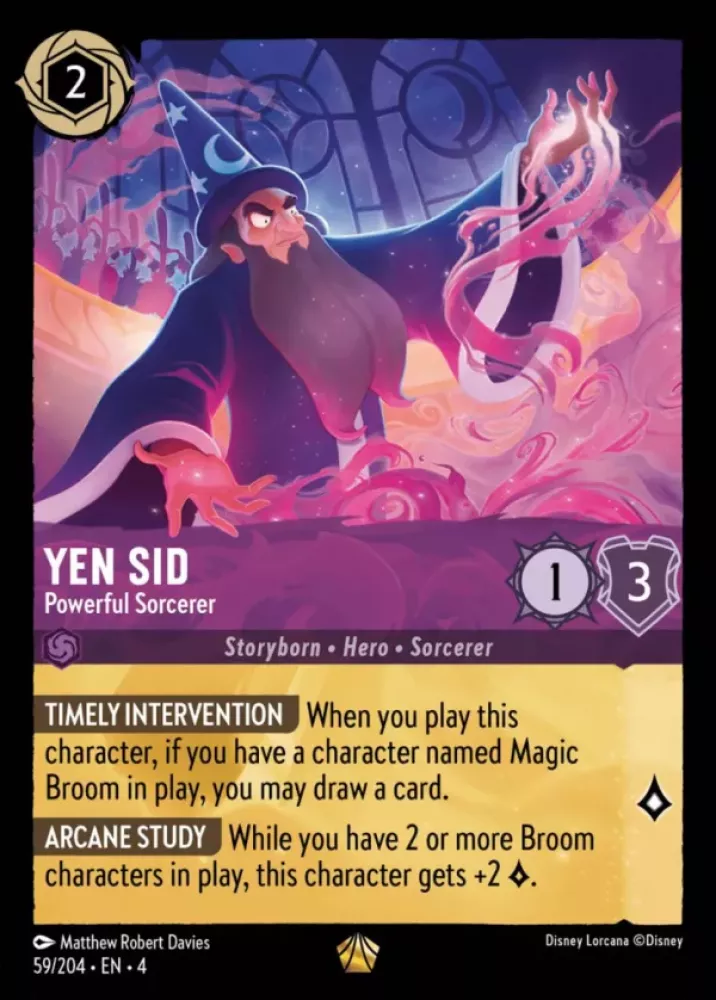 2
YEN SID
Powerful Sorcerer
1
3
Storyborn • Hero • Sorcerer
TIMELY INTERVENTION When you play this
character, if you have a character named Magic
Broom in play, you may draw a card.
ARCANE STUDY While you have 2 or more Broom
characters in play, this character gets +2 .
Matthew Robert Davies
Disney Lorcana ©Disney
59/204 • EN • 4